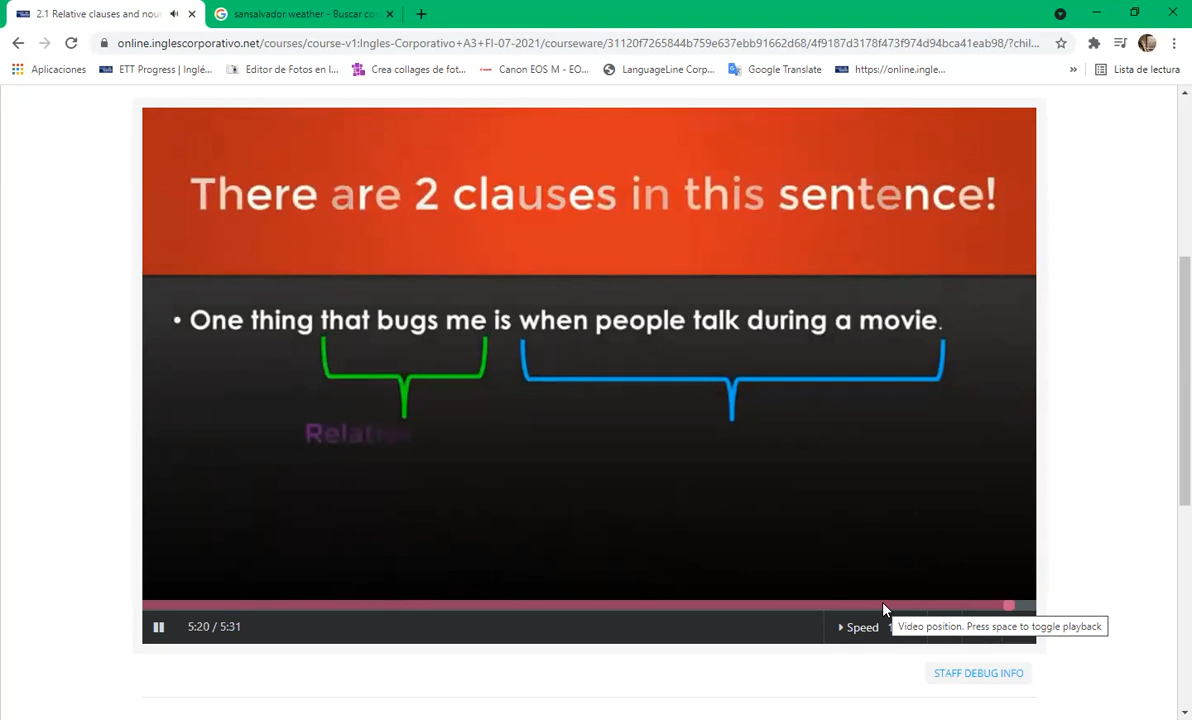 2.1 Relative clauses and nou
sansalvador weather - Buscar co
online.inglescorporativo.net/courses/course-v1:Ingles-Corporativo+A3+FI-07-2021/courseware/31120f7265844b759e637ebb91662d68/4f9187d3178f473f974d94bca41eab98/?chil...
Aplicaciones
ETT Progress | Inglé...
Editor de Fotos en l...
Crea collages de fot...
Canon EOS M - EO...
LanguageLine Corp...
Google Translate
https://online.ingle...
»
Lista de lectura
There are 2 clauses in this sentence!
• One thing that bugs me is when people talk during a movie.
Relative
5:20 / 5:31
Speed
Video position. Press space to toggle playback
STAFF DEBUG INFO